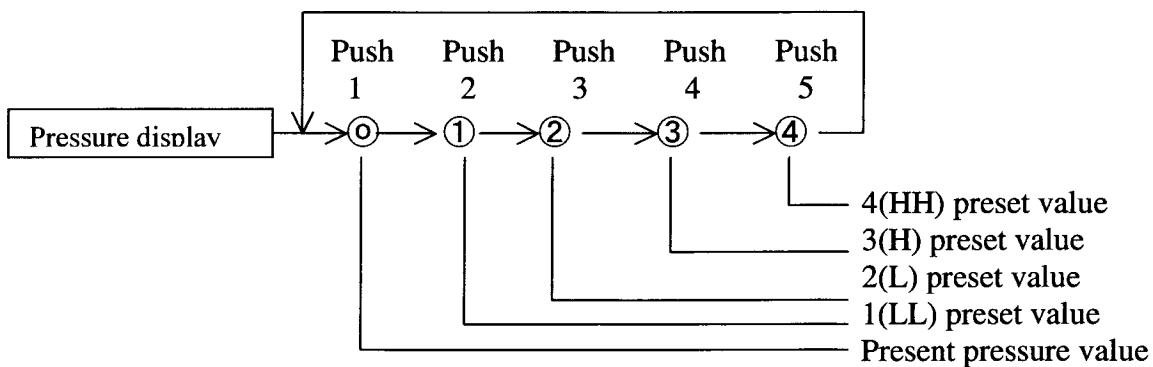 Push Push Push Push Push
1 2 3 4 5
Pressure display 0 1 2 3 4
4(HH) preset value
3(H) preset value
2(L) preset value
1(LL) preset value
Present pressure value